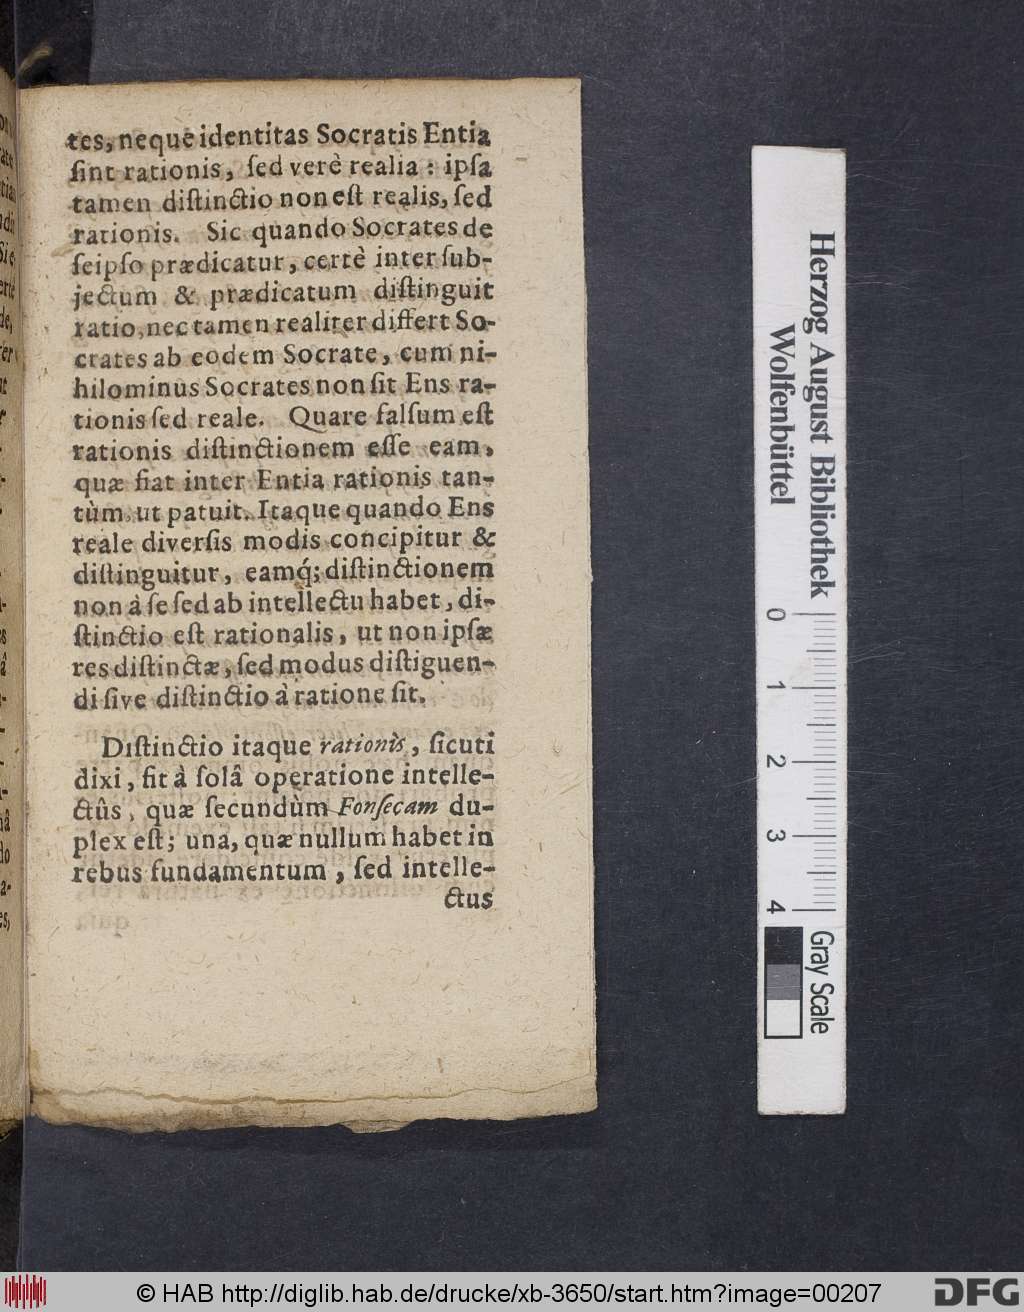 tes, neque identitas Socratis Entia
ſint rationis, ſed verè realia: ipſa
tamen diſtinctio non eſt realis, ſed
rationis. Sic quando Socrates de
ſeipſo prædicatur, certè inter ſub-
jectum & prædicatum diſtinguit
ratio, nec tamen realiter differt So-
crates ab eodem Socrate, cum ni-
hilominus Socrates non ſit Ens ra-
tionis ſed reale. Quare falſum eſt
rationis diſtinctionem eſſe eam,
quæ fiat inter Entia rationis tan-
tùm, ut patuit. Itaque quando Ens
reale diverſis modis concipitur &
diſtinguitur, eamq́; diſtinctionem
non à ſe ſed ab intellectu habet, di-
ſtinctio eſt rationalis, ut non ipſæ
res diſtinctæ, ſed modus diſtiguen-
di ſive diſtinctio à ratione ſit.
Diſtinctio itaque rationis, ſicuti
dixi, fit à ſolâ operatione intelle-
ctûs, quæ ſecundùm Fonſecam du-
plex eſt; una, quæ nullum habet in
rebus fundamentum, ſed intelle-
ctus
Herzog August Bibliothek
Wolfenbüttel
0 1 2 3 4
Gray Scale
© HAB http://diglib.hab.de/drucke/xb-3650/start.htm?image=00207
DFG